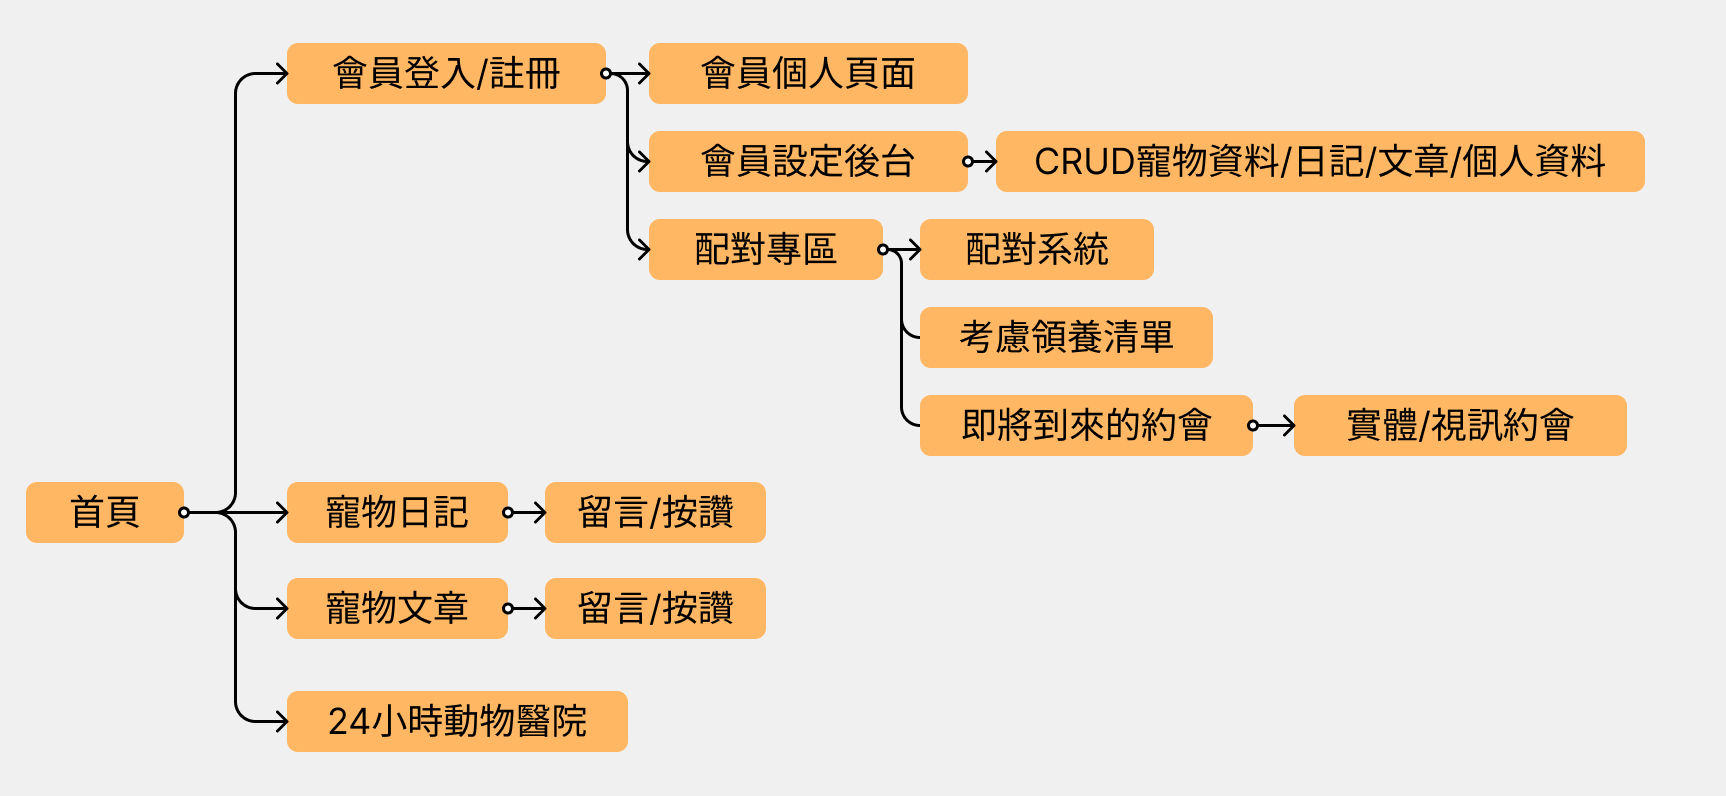 會員登入/註冊
會員個人頁面
會員設定後台
CRUD寵物資料/日記/文章/個人資料
配對專區
配對系統
考慮領養清單
即將到來的約會
實體/視訊約會
首頁
寵物日記
留言/按讚
寵物文章
留言/按讚
24小時動物醫院